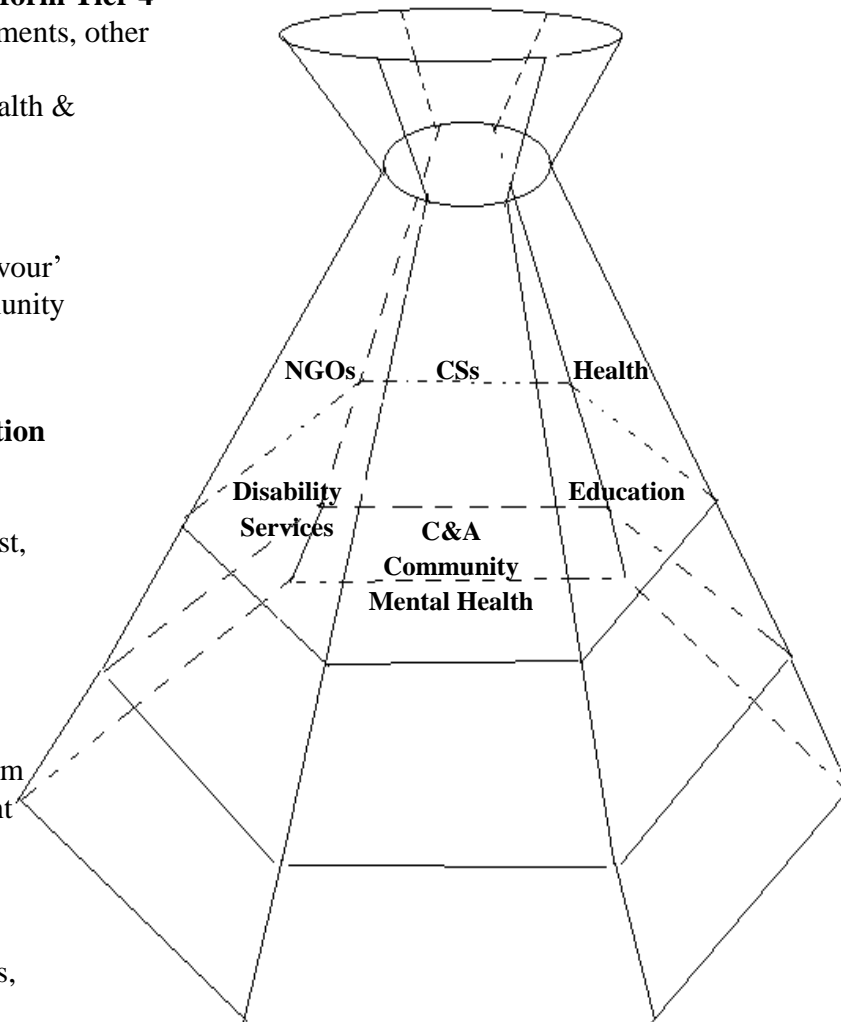 form Tier 4
ments, other
alth &
vour’
unity
tion
st,
m
nt
s,
NGOs CSs Health
Disability
Services
Education
C&A
Community
Mental Health